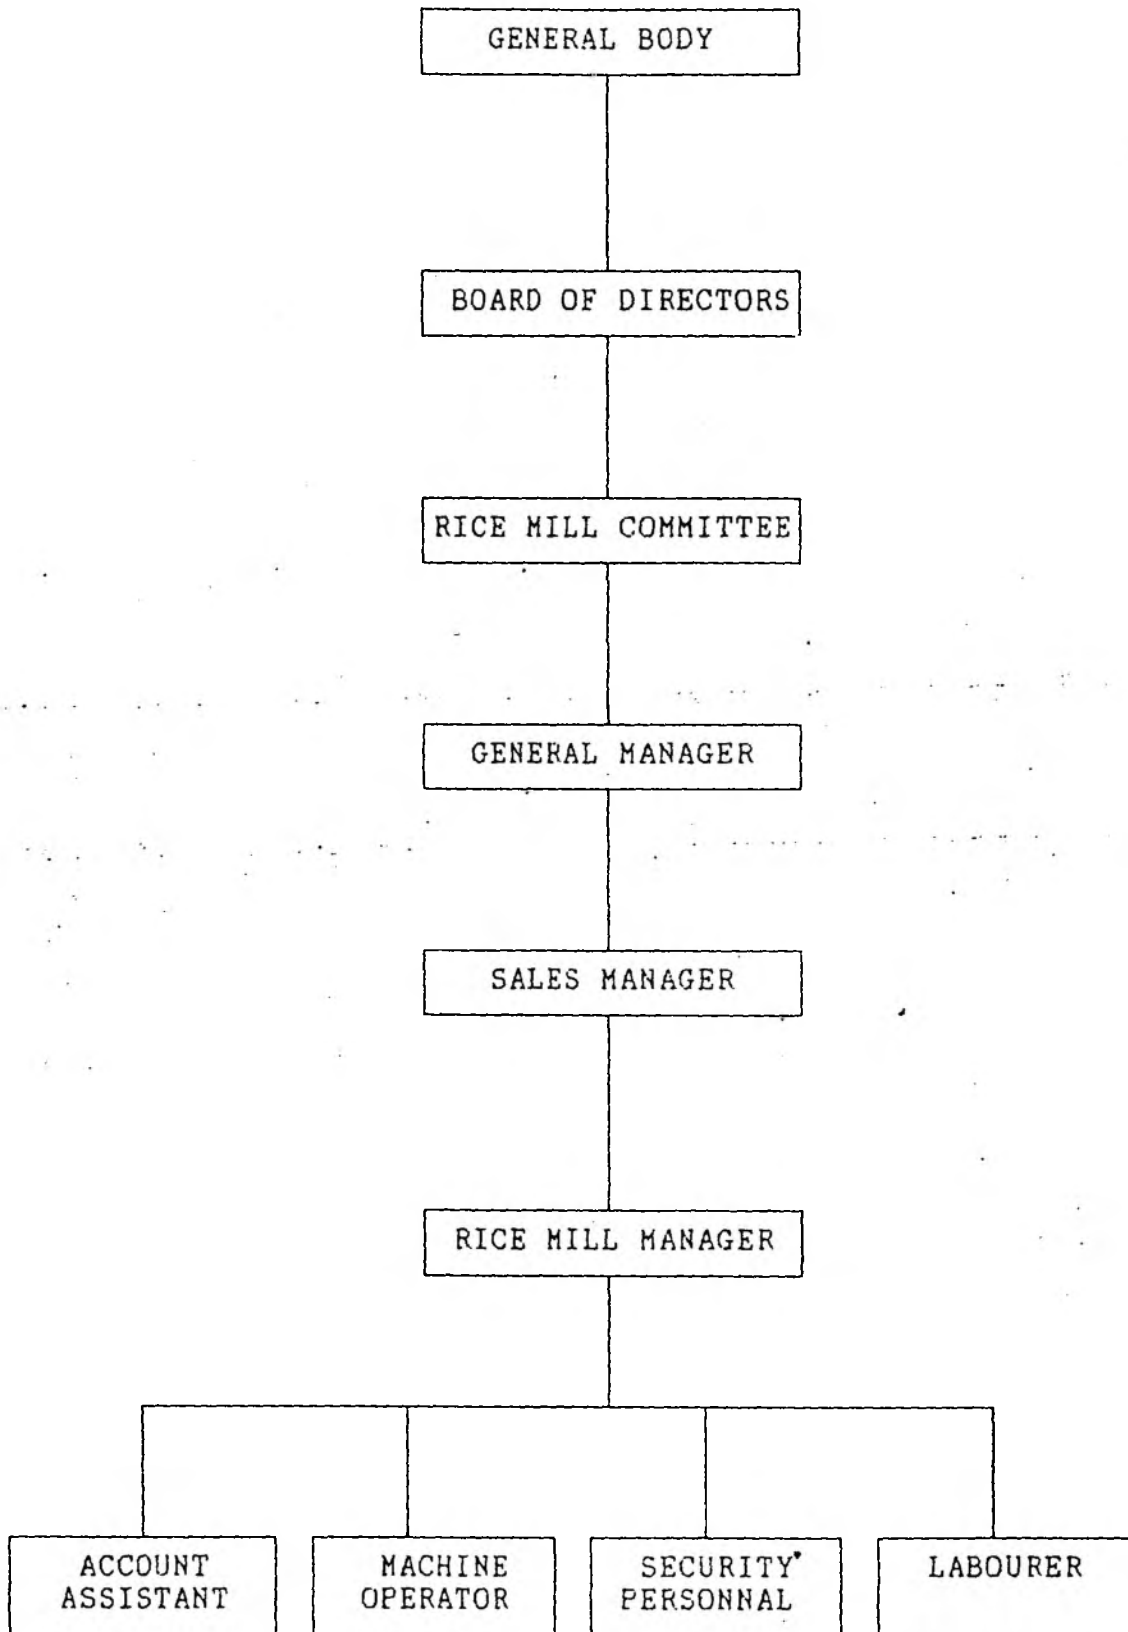 GENERAL BODY
BOARD OF DIRECTORS
RICE MILL COMMITTEE
GENERAL MANAGER
SALES MANAGER
RICE MILL MANAGER
ACCOUNT
ASSISTANT
MACHINE
OPERATOR
SECURITY
PERSONNAL
LABOURER